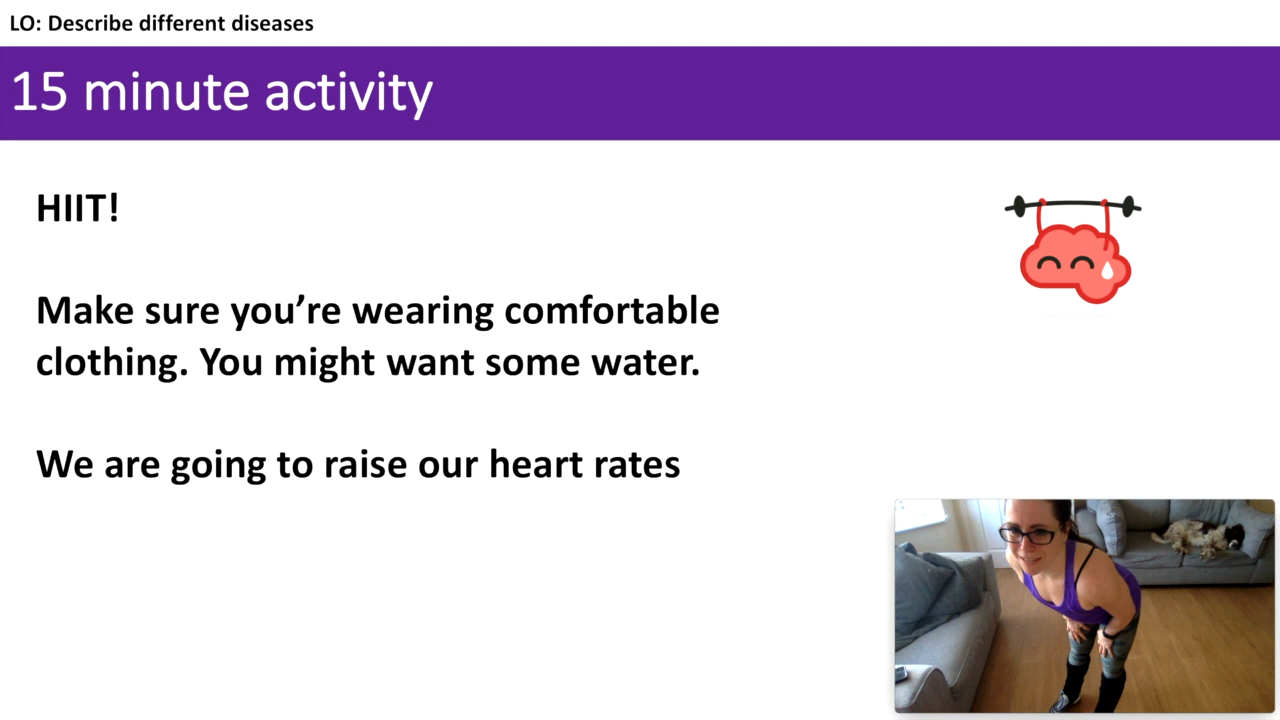 LO: Describe different diseases
15 minute activity
HIIT!
Make sure you’re wearing comfortable
clothing. You might want some water.
We are going to raise our heart rates